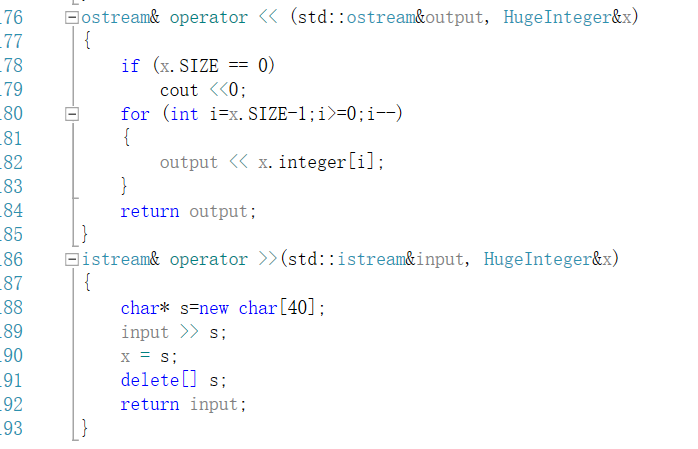 .76 ostream& operator << (std::ostream&output, HugeInteger&x)
.77 {
.78 if (x.SIZE == 0)
.79 cout <<0;
.80 for (int i=x.SIZE-1;i>=0;i--)
.81 {
.82 output << x.integer[i];
.83 }
.84 return output;
.85 }
.86 istream& operator >>(std::istream&input, HugeInteger&x)
.87 {
.88 char* s=new char[40];
.89 input >> s;
.90 x = s;
.91 delete[] s;
.92 return input;
.93 }